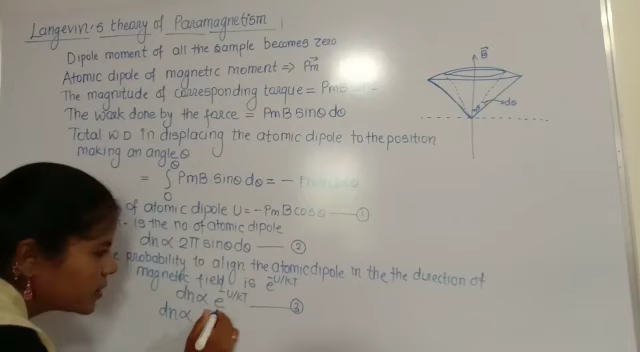 Langevin's theory of Paramagnetism
Dipole moment of all the sample becomes zero
Atomic dipole of magnetic moment => Pm
The magnitude of corresponding torque = PmB
The work done by the force = PmB sinθ dθ
Total WD in displacing the atomic dipole to the position
making an angle θ
= ∫₀^θ PmB sinθ dθ = -
of atomic dipole U = -PmB cosθ — ①
is the no of atomic dipole
dn ∝ 2π sinθ dθ — ②
probability to align the atomic dipole in the the direction of
magnetic field is e^-U/KT
dn ∝ e^-U/KT — ③
dn ∝
B
θ
dθ